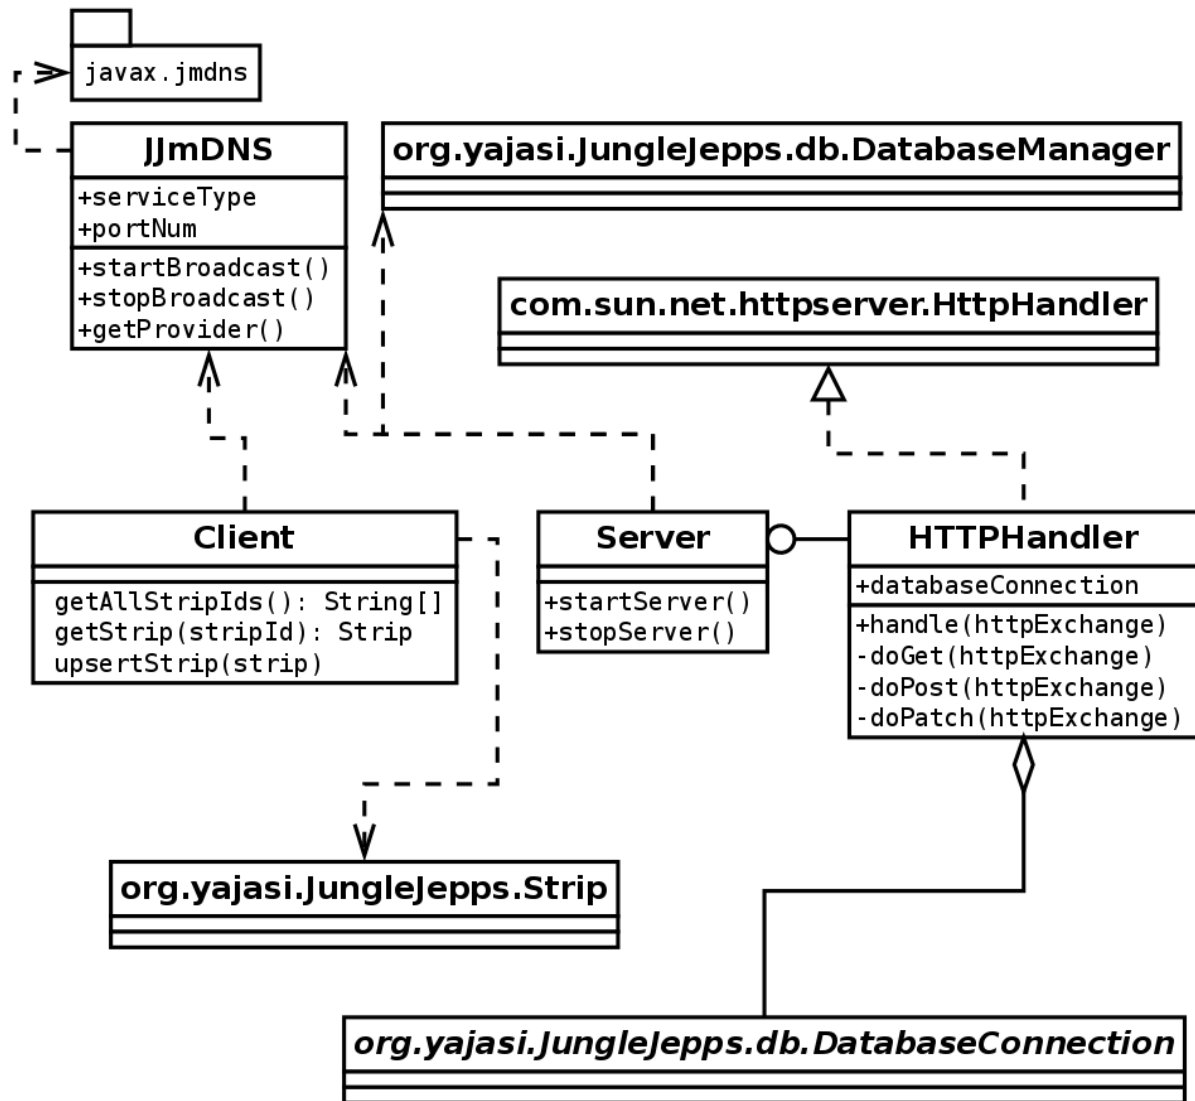 javax.jmdns
JJmDNS
+serviceType
+portNum
+startBroadcast()
+stopBroadcast()
+getProvider()
org.yajasi.JungleJepps.db.DatabaseManager
com.sun.net.httpserver.HttpHandler
Client
getAllStripIds(): String[]
getStrip(stripId): Strip
upsertStrip(strip)
Server
+startServer()
+stopServer()
HTTPHandler
+databaseConnection
+handle(httpExchange)
-doGet(httpExchange)
-doPost(httpExchange)
-doPatch(httpExchange)
org.yajasi.JungleJepps.Strip
org.yajasi.JungleJepps.db.DatabaseConnection